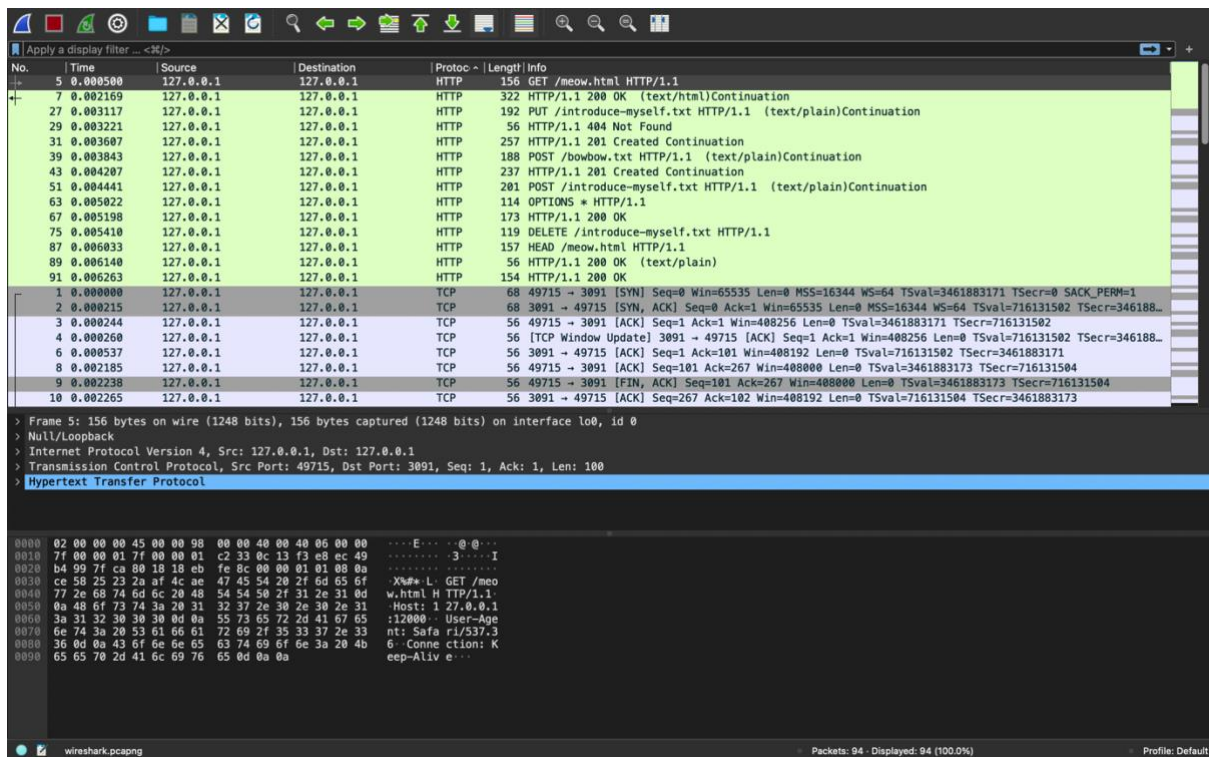 Apply a display filter ... <⌘/>
No. Time Source Destination Protoc Lengtl Info
5 0.000500 127.0.0.1 127.0.0.1 HTTP 156 GET /meow.html HTTP/1.1
7 0.002169 127.0.0.1 127.0.0.1 HTTP 322 HTTP/1.1 200 OK (text/html)Continuation
27 0.003117 127.0.0.1 127.0.0.1 HTTP 192 PUT /introduce-myself.txt HTTP/1.1 (text/plain)Continuation
29 0.003221 127.0.0.1 127.0.0.1 HTTP 56 HTTP/1.1 404 Not Found
31 0.003607 127.0.0.1 127.0.0.1 HTTP 257 HTTP/1.1 201 Created Continuation
39 0.003843 127.0.0.1 127.0.0.1 HTTP 188 POST /bowbow.txt HTTP/1.1 (text/plain)Continuation
43 0.004207 127.0.0.1 127.0.0.1 HTTP 237 HTTP/1.1 201 Created Continuation
51 0.004441 127.0.0.1 127.0.0.1 HTTP 201 POST /introduce-myself.txt HTTP/1.1 (text/plain)Continuation
63 0.005022 127.0.0.1 127.0.0.1 HTTP 114 OPTIONS * HTTP/1.1
67 0.005198 127.0.0.1 127.0.0.1 HTTP 173 HTTP/1.1 200 OK
75 0.005410 127.0.0.1 127.0.0.1 HTTP 119 DELETE /introduce-myself.txt HTTP/1.1
87 0.006033 127.0.0.1 127.0.0.1 HTTP 157 HEAD /meow.html HTTP/1.1
89 0.006140 127.0.0.1 127.0.0.1 HTTP 56 HTTP/1.1 200 OK (text/plain)
91 0.006263 127.0.0.1 127.0.0.1 HTTP 154 HTTP/1.1 200 OK
1 0.000000 127.0.0.1 127.0.0.1 TCP 68 49715 → 3091 [SYN] Seq=0 Win=65535 Len=0 MSS=16344 WS=64 TSval=3461883171 TSecr=0 SACK_PERM=1
2 0.000215 127.0.0.1 127.0.0.1 TCP 68 3091 → 49715 [SYN, ACK] Seq=0 Ack=1 Win=65535 Len=0 MSS=16344 WS=64 TSval=716131502 TSecr=346188…
3 0.000244 127.0.0.1 127.0.0.1 TCP 56 49715 → 3091 [ACK] Seq=1 Ack=1 Win=408256 Len=0 TSval=3461883171 TSecr=716131502
4 0.000260 127.0.0.1 127.0.0.1 TCP 56 [TCP Window Update] 3091 → 49715 [ACK] Seq=1 Ack=1 Win=408256 Len=0 TSval=716131502 TSecr=346188…
6 0.000537 127.0.0.1 127.0.0.1 TCP 56 3091 → 49715 [ACK] Seq=1 Ack=101 Win=408192 Len=0 TSval=716131502 TSecr=3461883171
8 0.002185 127.0.0.1 127.0.0.1 TCP 56 49715 → 3091 [ACK] Seq=101 Ack=267 Win=408000 Len=0 TSval=3461883173 TSecr=716131504
9 0.002238 127.0.0.1 127.0.0.1 TCP 56 49715 → 3091 [FIN, ACK] Seq=101 Ack=267 Win=408000 Len=0 TSval=3461883173 TSecr=716131504
10 0.002265 127.0.0.1 127.0.0.1 TCP 56 3091 → 49715 [ACK] Seq=267 Ack=102 Win=408192 Len=0 TSval=716131504 TSecr=3461883173
> Frame 5: 156 bytes on wire (1248 bits), 156 bytes captured (1248 bits) on interface lo0, id 0
> Null/Loopback
> Internet Protocol Version 4, Src: 127.0.0.1, Dst: 127.0.0.1
> Transmission Control Protocol, Src Port: 49715, Dst Port: 3091, Seq: 1, Ack: 1, Len: 100
> Hypertext Transfer Protocol
0000 02 00 00 00 45 00 00 98 00 00 40 00 40 06 00 00 ····E··· ··@·@···
0010 7f 00 00 01 7f 00 00 01 c2 33 0c 13 f3 e8 ec 49 ········ ·3·····I
0020 b4 99 7f ca 80 18 18 eb fe 8c 00 00 01 01 08 0a ········ ········
0030 ce 58 25 23 2a af 4c ae 47 45 54 20 2f 6d 65 6f ·X%#*·L· GET /meo
0040 77 2e 68 74 6d 6c 20 48 54 54 50 2f 31 2e 31 0d w.html H TTP/1.1·
0050 0a 48 6f 73 74 3a 20 31 32 37 2e 30 2e 30 2e 31 ·Host: 1 27.0.0.1
0060 3a 31 32 30 30 30 0d 0a 55 73 65 72 2d 41 67 65 :12000·· User-Age
0070 6e 74 3a 20 53 61 66 61 72 69 2f 35 33 37 2e 33 nt: Safa ri/537.3
0080 36 0d 0a 43 6f 6e 6e 65 63 74 69 6f 6e 3a 20 4b 6··Conne ction: K
0090 65 65 70 2d 41 6c 69 76 65 0d 0a 0a eep-Aliv e···
wireshark.pcapng Packets: 94 · Displayed: 94 (100.0%) Profile: Default